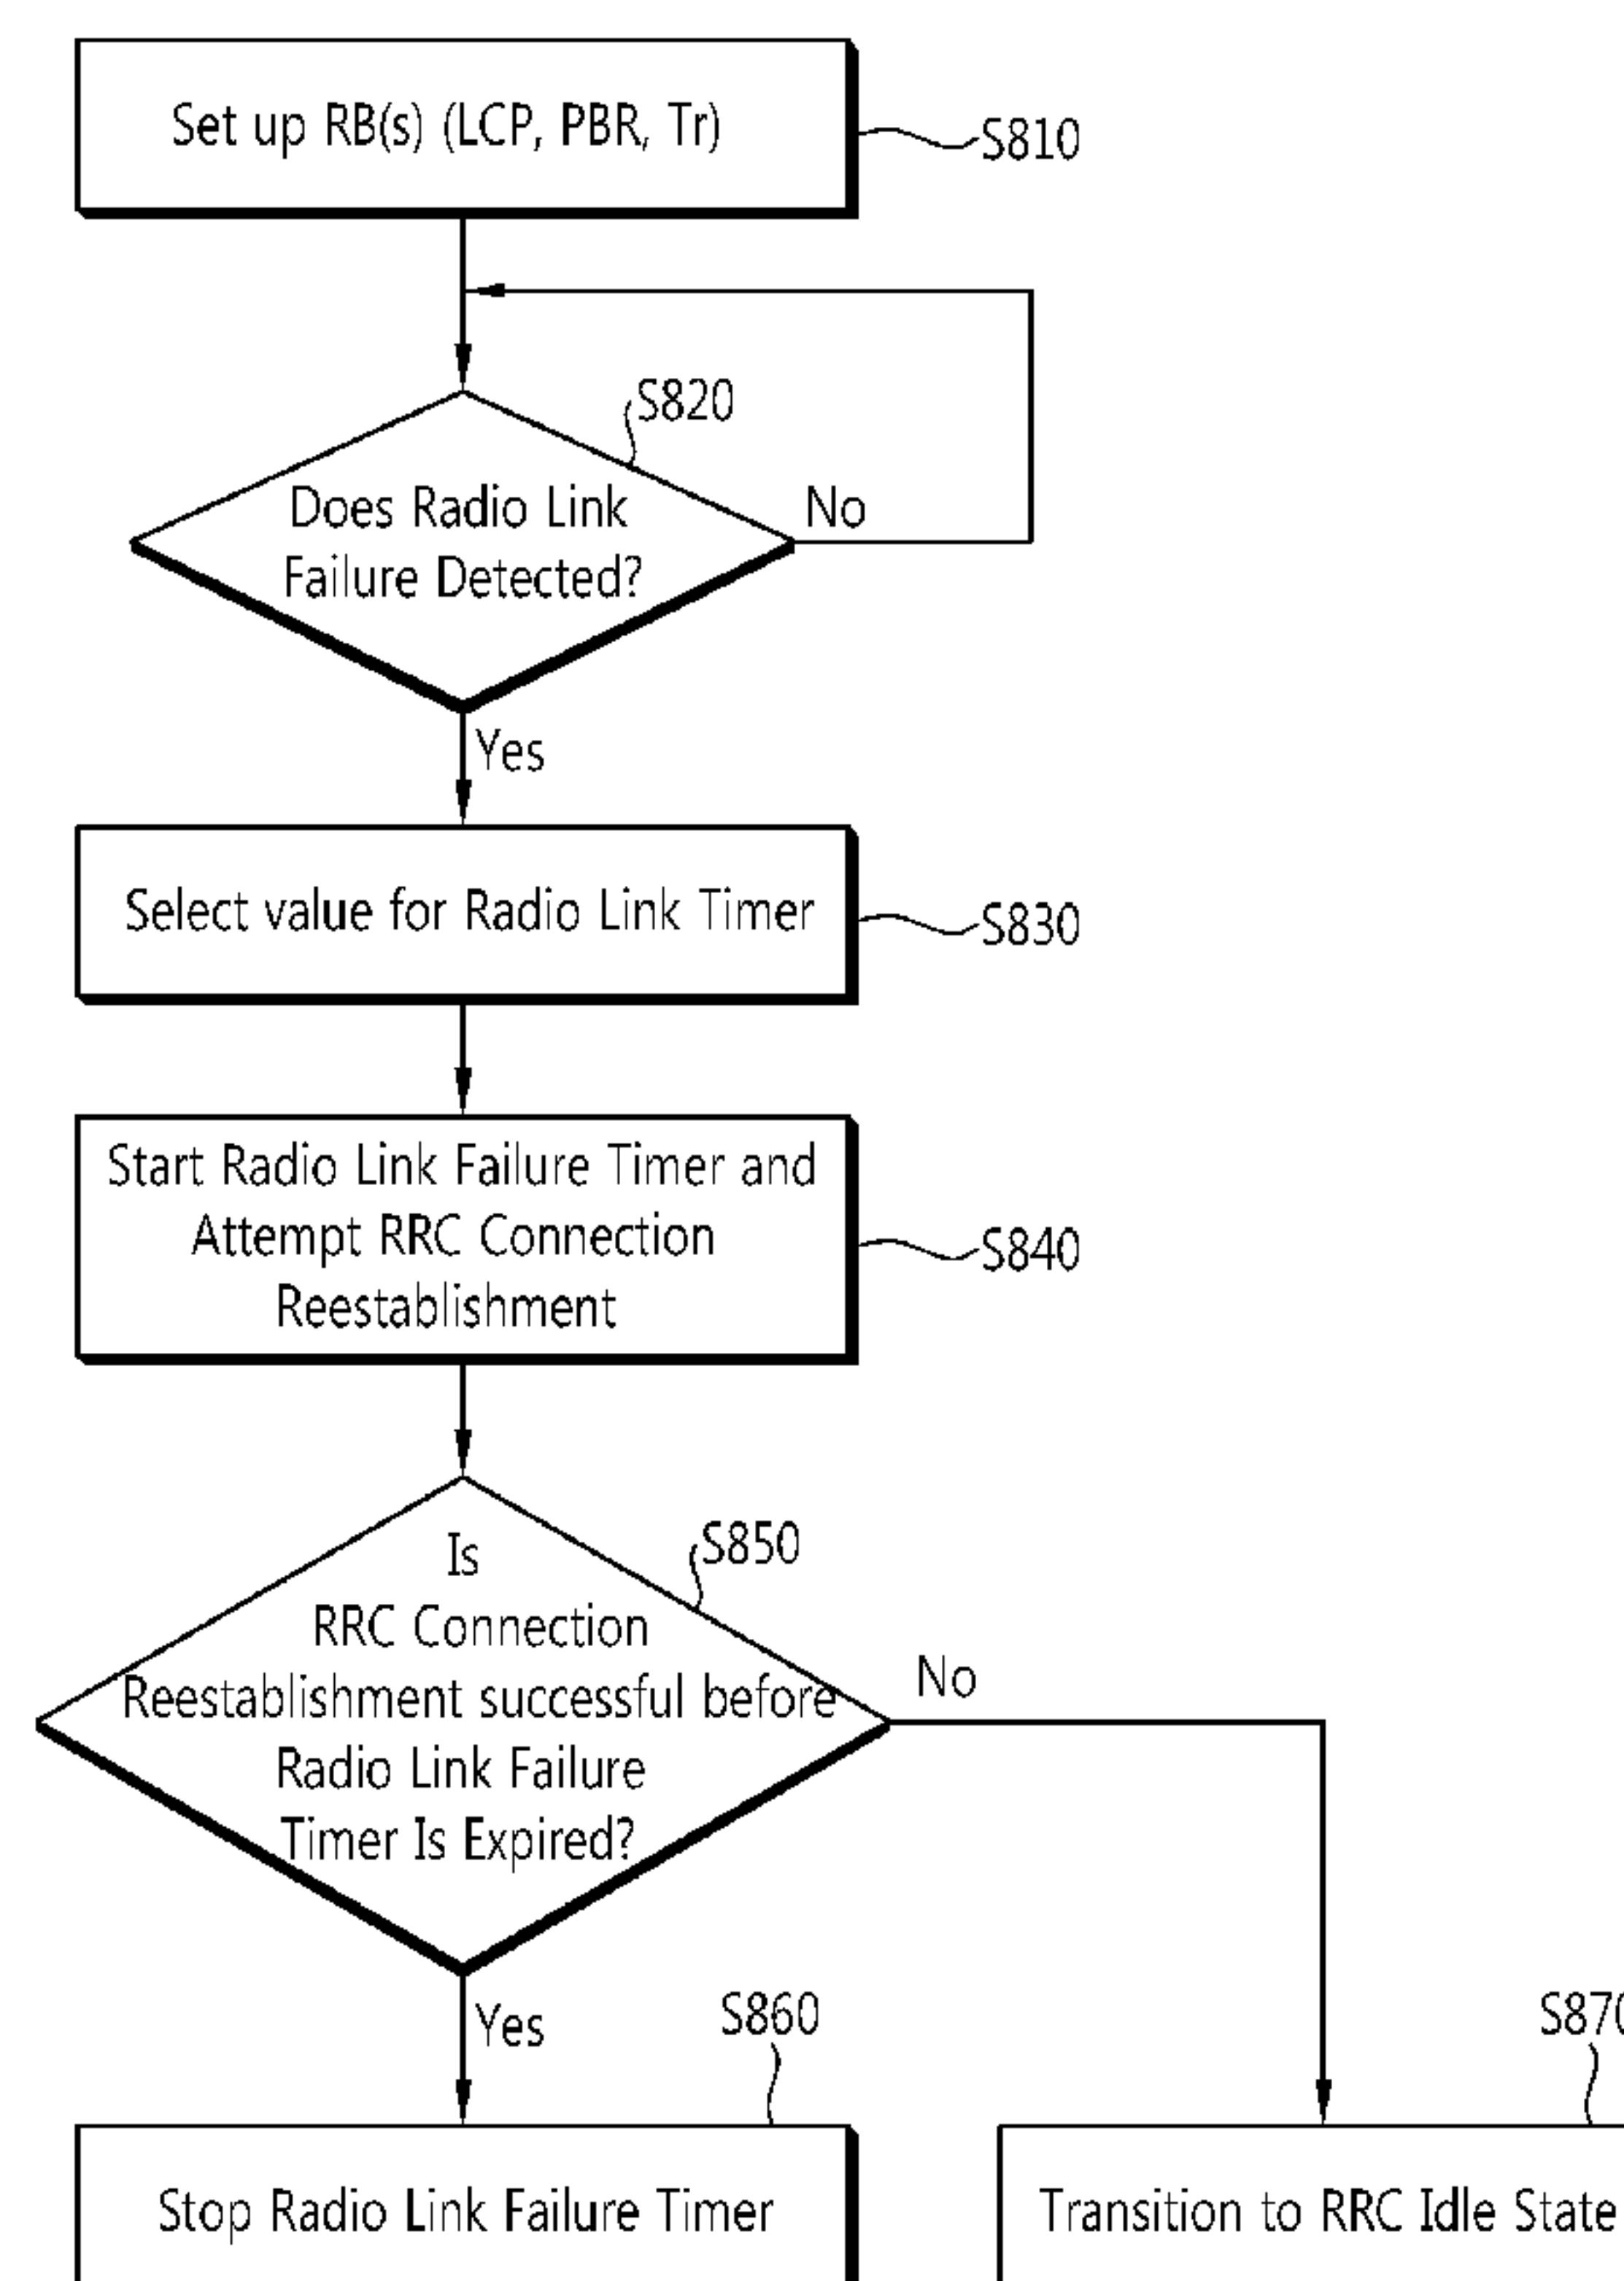 Set up RB(s) (LCP, PBR, Tr)
S810
S820
Does Radio Link
Failure Detected?
No
Yes
Select value for Radio Link Timer
S830
Start Radio Link Failure Timer and
Attempt RRC Connection
Reestablishment
S840
S850
Is
RRC Connection
Reestablishment successful before
Radio Link Failure
Timer Is Expired?
No
Yes
S860
S870
Stop Radio Link Failure Timer
Transition to RRC Idle State